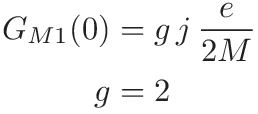 G_{M1}(0) = g j \frac{e}{2M}
g = 2